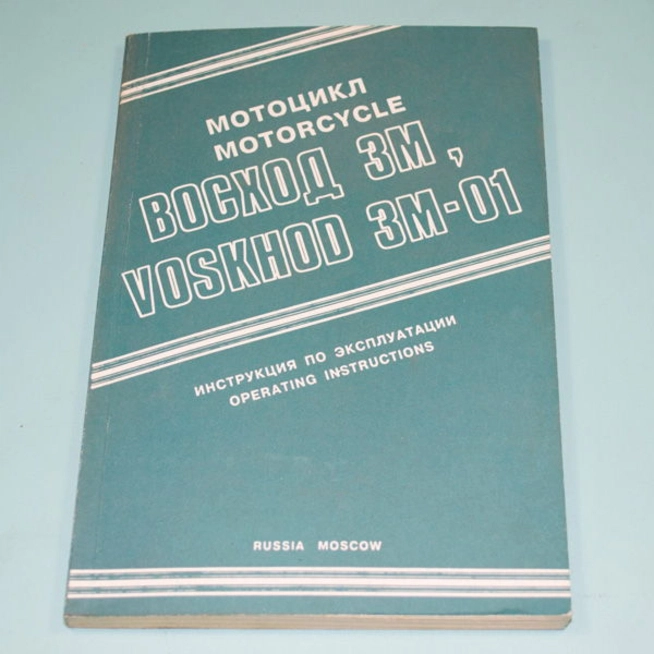 МОТОЦИКЛ
MOTORCYCLE
ВОСХОД 3М,
VOSKHOD 3M-01
ИНСТРУКЦИЯ ПО ЭКСПЛУАТАЦИИ
OPERATING INSTRUCTIONS
RUSSIA MOSCOW